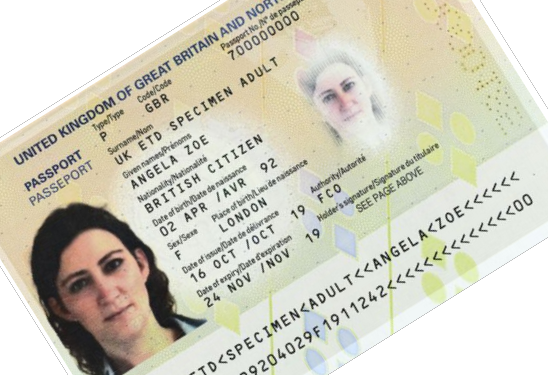 UNITED KINGDOM OF GREAT BRITAIN AND
PASSPORT
PASSEPORT
Type/Type Code/Code Passport No./No de passeport
P GBR 700000000
Surname/Nom
UK ETD SPECIMEN ADULT
Given names/Prénoms
ANGELA ZOE
Nationality/Nationalité
BRITISH CITIZEN
Date of birth/Date de naissance
02 APR /AVR 92
Sex/Sexe Place of birth/Lieu de naissance
F LONDON
Date of issue/Date de délivrance Authority/Autorité
16 OCT /OCT 19 FCO
Date of expiry/Date d'expiration Holder's signature/Signature du titulaire
24 NOV /NOV 19 SEE PAGE ABOVE
ETD<SPECIMEN<ADULT<<ANGELA<ZOE<<<<<<
9204029F1911242<<<<<<<<<<<<<<<00